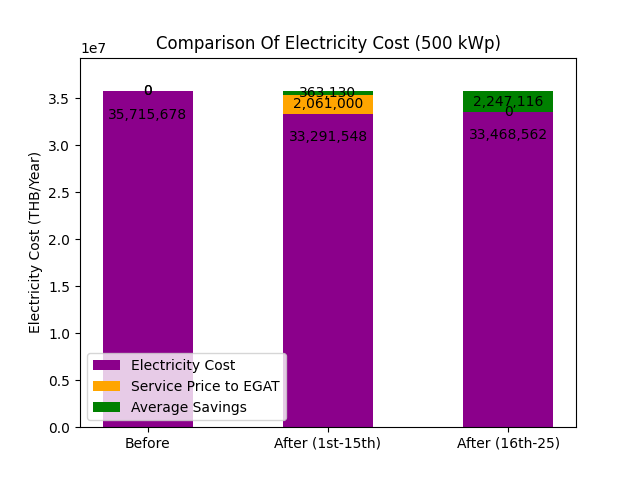 Comparison Of Electricity Cost (500 kWp)
1e7
Electricity Cost (THB/Year)
3.5
3.0
2.5
2.0
1.5
1.0
0.5
0.0
0
0
35,715,678
363,130
2,061,000
33,291,548
2,247,116
0
33,468,562
Electricity Cost
Service Price to EGAT
Average Savings
Before
After (1st-15th)
After (16th-25)